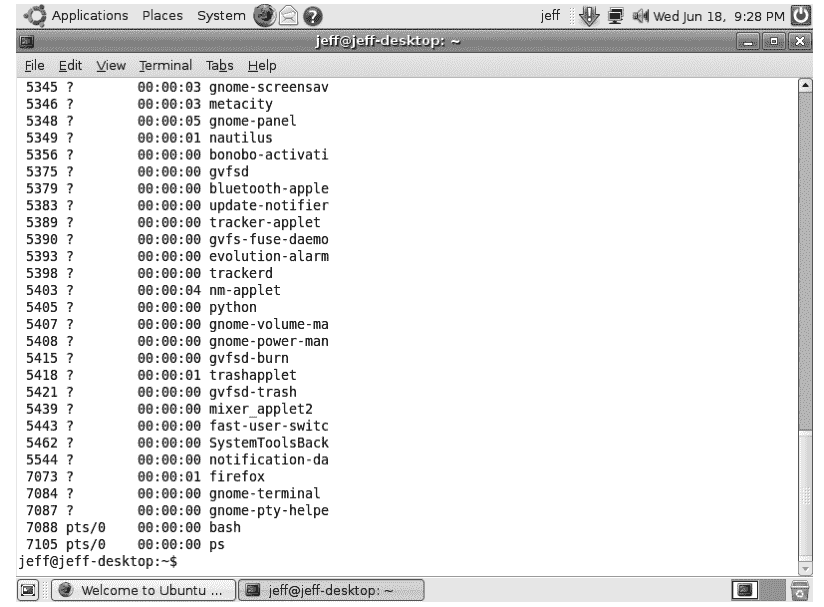 Applications Places System jeff Wed Jun 18, 9:28 PM
jeff@jeff-desktop: ~
File Edit View Terminal Tabs Help
5345 ? 00:00:03 gnome-screensav
5346 ? 00:00:03 metacity
5348 ? 00:00:05 gnome-panel
5349 ? 00:00:01 nautilus
5356 ? 00:00:00 bonobo-activati
5375 ? 00:00:00 gvfsd
5379 ? 00:00:00 bluetooth-apple
5383 ? 00:00:00 update-notifier
5389 ? 00:00:00 tracker-applet
5390 ? 00:00:00 gvfs-fuse-daemo
5393 ? 00:00:00 evolution-alarm
5398 ? 00:00:00 trackerd
5403 ? 00:00:04 nm-applet
5405 ? 00:00:00 python
5407 ? 00:00:00 gnome-volume-ma
5408 ? 00:00:00 gnome-power-man
5415 ? 00:00:00 gvfsd-burn
5418 ? 00:00:01 trashapplet
5421 ? 00:00:00 gvfsd-trash
5439 ? 00:00:00 mixer_applet2
5443 ? 00:00:00 fast-user-switc
5462 ? 00:00:00 SystemToolsBack
5544 ? 00:00:00 notification-da
7073 ? 00:00:01 firefox
7084 ? 00:00:00 gnome-terminal
7087 ? 00:00:00 gnome-pty-helpe
7088 pts/0 00:00:00 bash
7105 pts/0 00:00:00 ps
jeff@jeff-desktop:~$
Welcome to Ubuntu ... jeff@jeff-desktop: ~